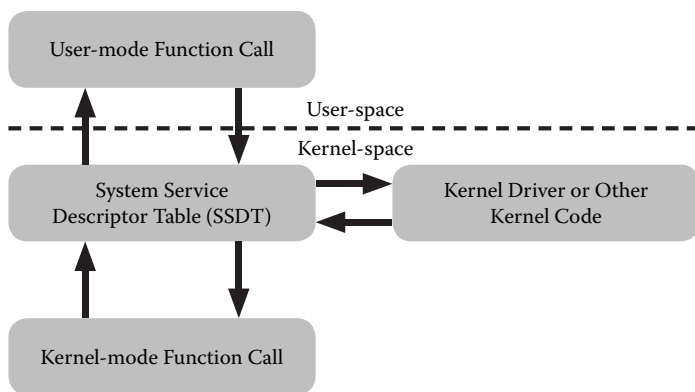 User-mode Function Call
User-space
Kernel-space
System Service
Descriptor Table (SSDT)
Kernel Driver or Other
Kernel Code
Kernel-mode Function Call